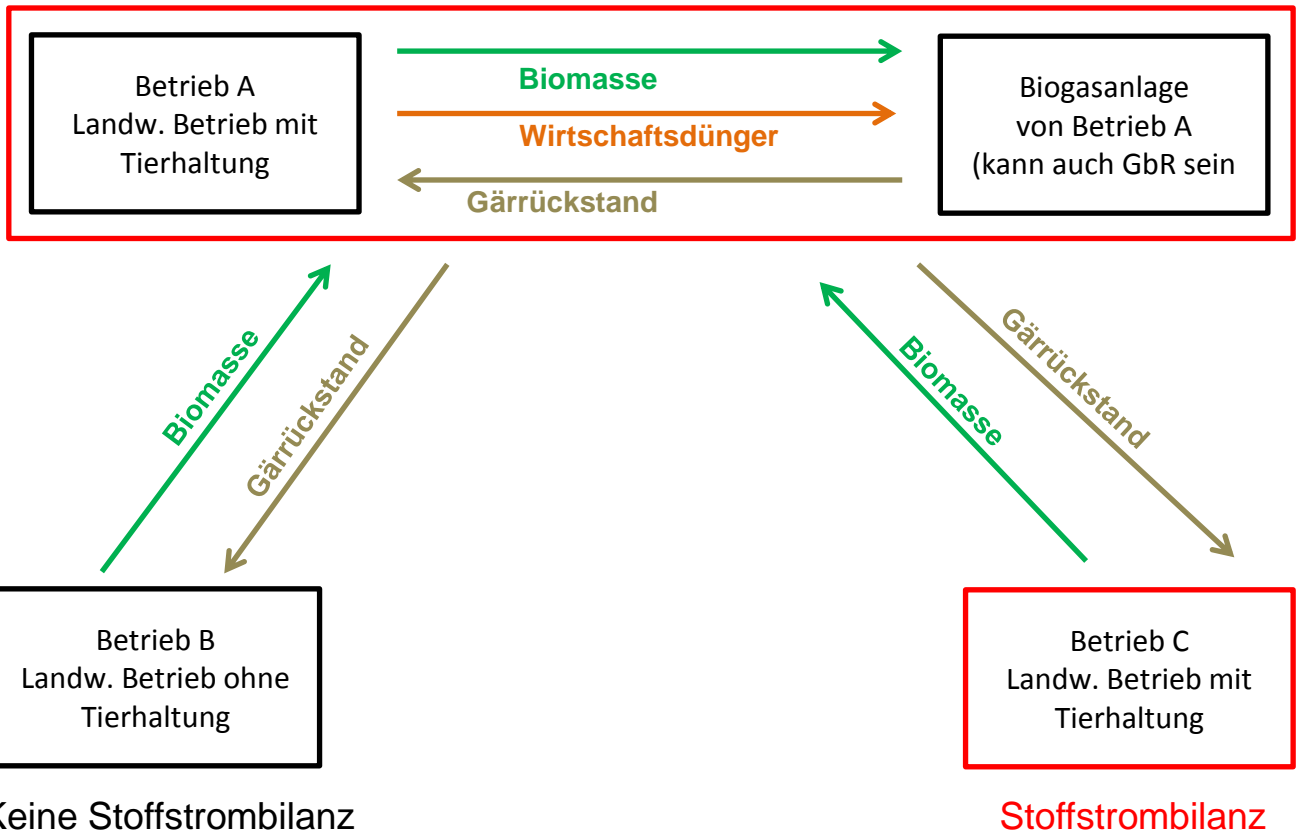 Betrieb A
Landw. Betrieb mit
Tierhaltung
Biomasse
Wirtschaftsdünger
Gärrückstand
Biogasanlage
von Betrieb A
(kann auch GbR sein
Biomasse
Gärrückstand
Biomasse
Gärrückstand
Betrieb B
Landw. Betrieb ohne
Tierhaltung
Betrieb C
Landw. Betrieb mit
Tierhaltung
Keine Stoffstrombilanz
Stoffstrombilanz